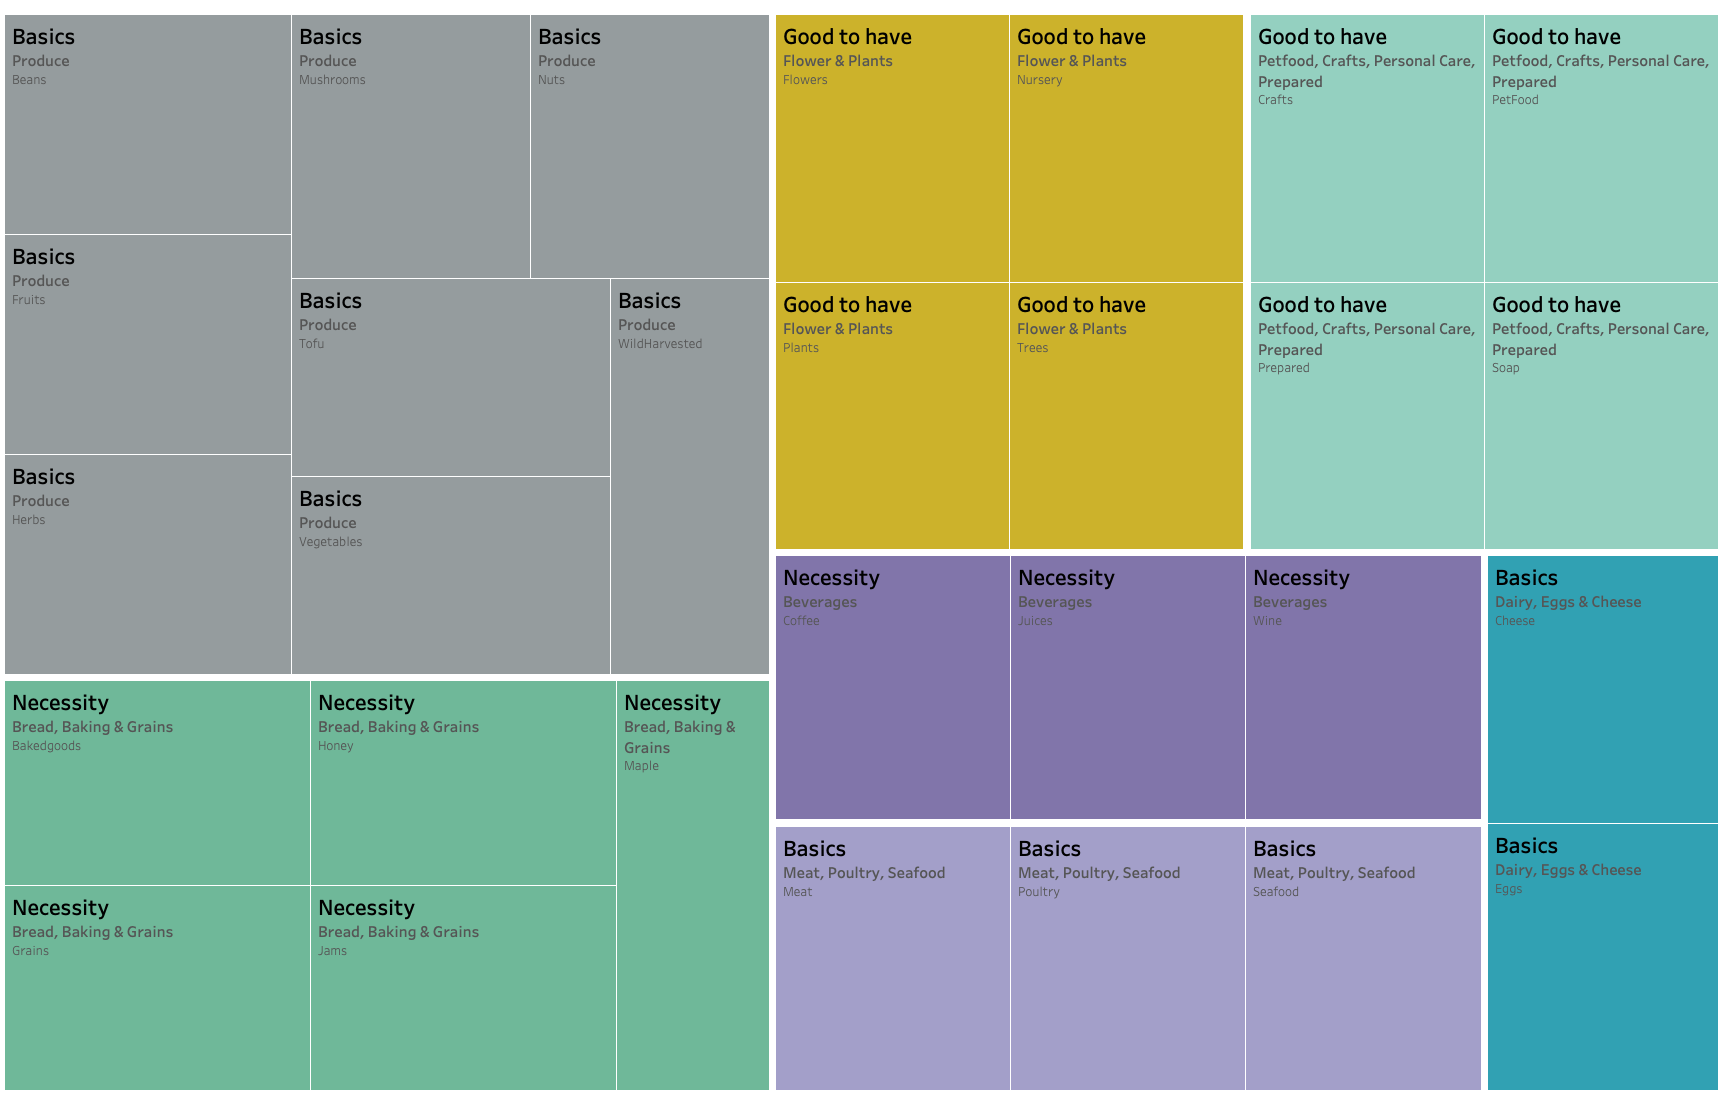 Basics
Produce
Beans
Basics
Produce
Mushrooms
Basics
Produce
Nuts
Basics
Produce
Fruits
Basics
Produce
Tofu
Basics
Produce
WildHarvested
Basics
Produce
Herbs
Basics
Produce
Vegetables
Good to have
Flower & Plants
Flowers
Good to have
Flower & Plants
Nursery
Good to have
Flower & Plants
Plants
Good to have
Flower & Plants
Trees
Good to have
Petfood, Crafts, Personal Care,
Prepared
Crafts
Good to have
Petfood, Crafts, Personal Care,
Prepared
PetFood
Good to have
Petfood, Crafts, Personal Care,
Prepared
Prepared
Good to have
Petfood, Crafts, Personal Care,
Prepared
Soap
Necessity
Bread, Baking & Grains
Bakedgoods
Necessity
Bread, Baking & Grains
Honey
Necessity
Bread, Baking &
Grains
Maple
Necessity
Bread, Baking & Grains
Grains
Necessity
Bread, Baking & Grains
Jams
Necessity
Beverages
Coffee
Necessity
Beverages
Juices
Necessity
Beverages
Wine
Basics
Dairy, Eggs & Cheese
Cheese
Basics
Meat, Poultry, Seafood
Meat
Basics
Meat, Poultry, Seafood
Poultry
Basics
Meat, Poultry, Seafood
Seafood
Basics
Dairy, Eggs & Cheese
Eggs